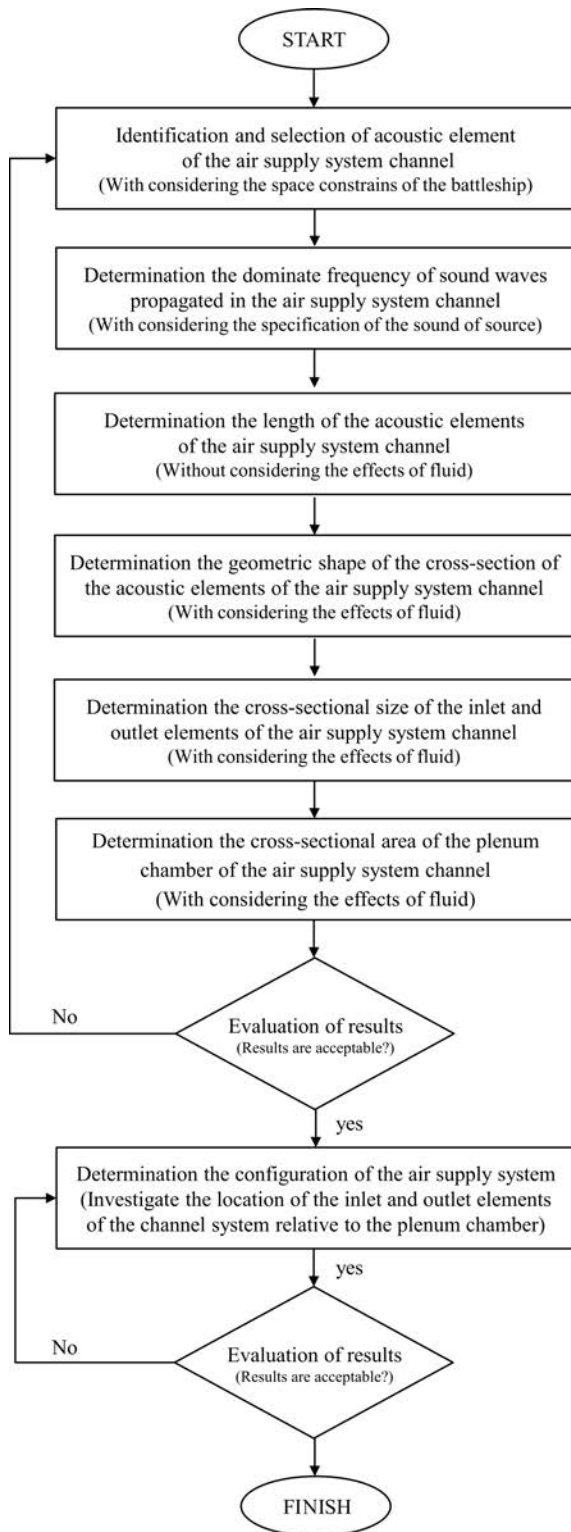 START
Identification and selection of acoustic element
of the air supply system channel
(With considering the space constrains of the battleship)
Determination the dominate frequency of sound waves
propagated in the air supply system channel
(With considering the specification of the sound of source)
Determination the length of the acoustic elements
of the air supply system channel
(Without considering the effects of fluid)
Determination the geometric shape of the cross-section of
the acoustic elements of the air supply system channel
(With considering the effects of fluid)
Determination the cross-sectional size of the inlet and
outlet elements of the air supply system channel
(With considering the effects of fluid)
Determination the cross-sectional area of the plenum
chamber of the air supply system channel
(With considering the effects of fluid)
No
Evaluation of results
(Results are acceptable?)
yes
Determination the configuration of the air supply system
(Investigate the location of the inlet and outlet elements
of the channel system relative to the plenum chamber)
yes
No
Evaluation of results
(Results are acceptable?)
FINISH